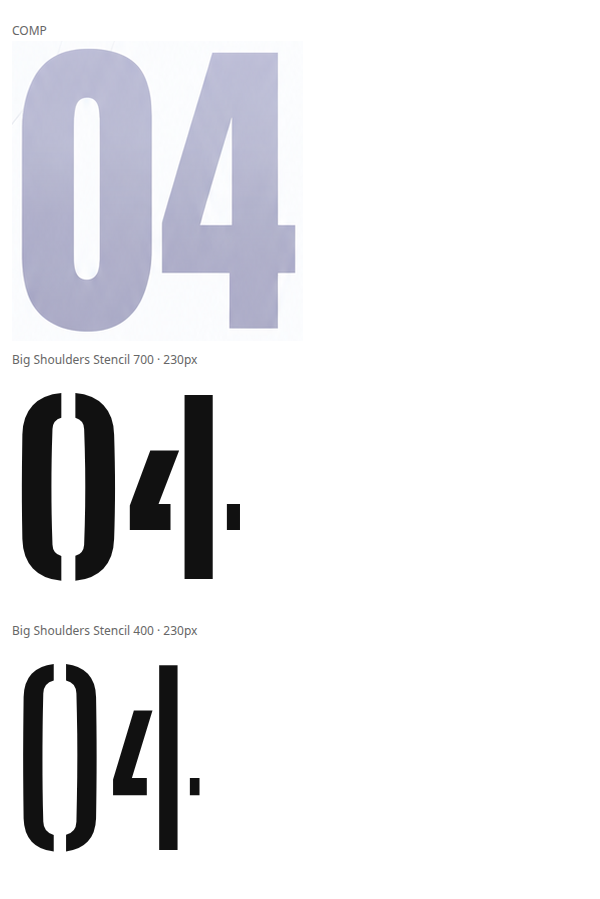 COMP
04
Big Shoulders Stencil 700 · 230px
04
Big Shoulders Stencil 400 · 230px
04